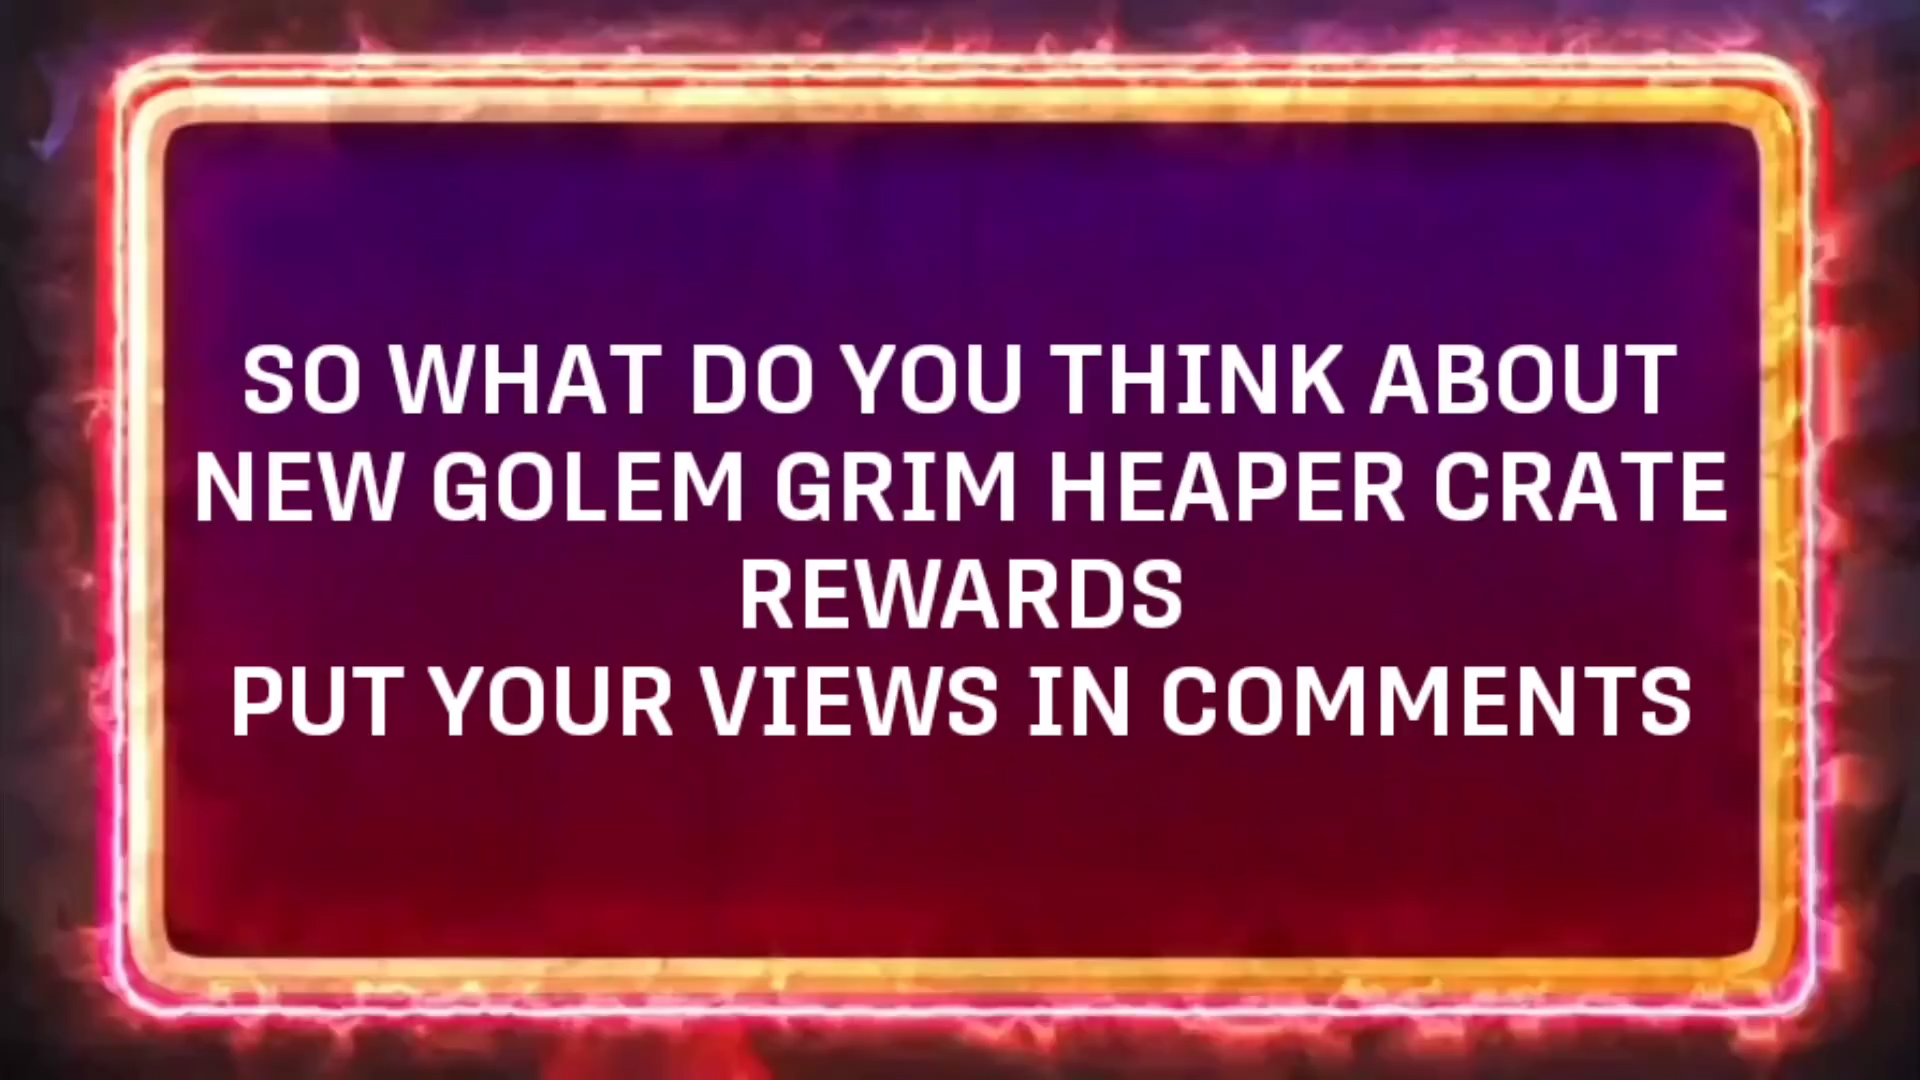 SO WHAT DO YOU THINK ABOUT
NEW GOLEM GRIM HEAPER CRATE
REWARDS
PUT YOUR VIEWS IN COMMENTS